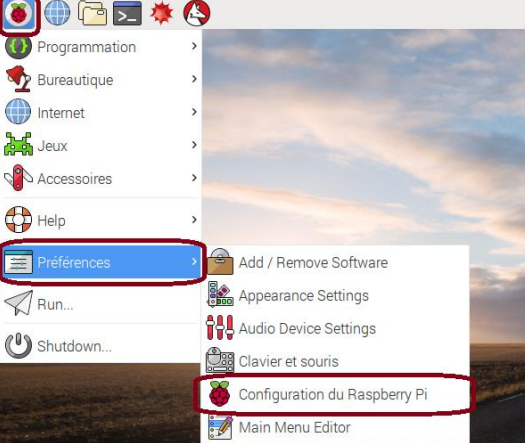 Programmation
Bureautique
Internet
Jeux
Accessoires
Help
Préférences
Run...
Shutdown...
Add / Remove Software
Appearance Settings
Audio Device Settings
Clavier et souris
Configuration du Raspberry Pi
Main Menu Editor